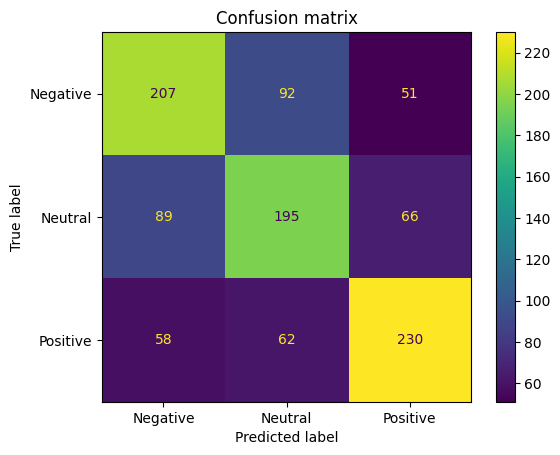 Confusion matrix
Negative 207 92 51
Neutral 89 195 66
Positive 58 62 230
Negative Neutral Positive
Predicted label
True label
220
200
180
160
140
120
100
80
60